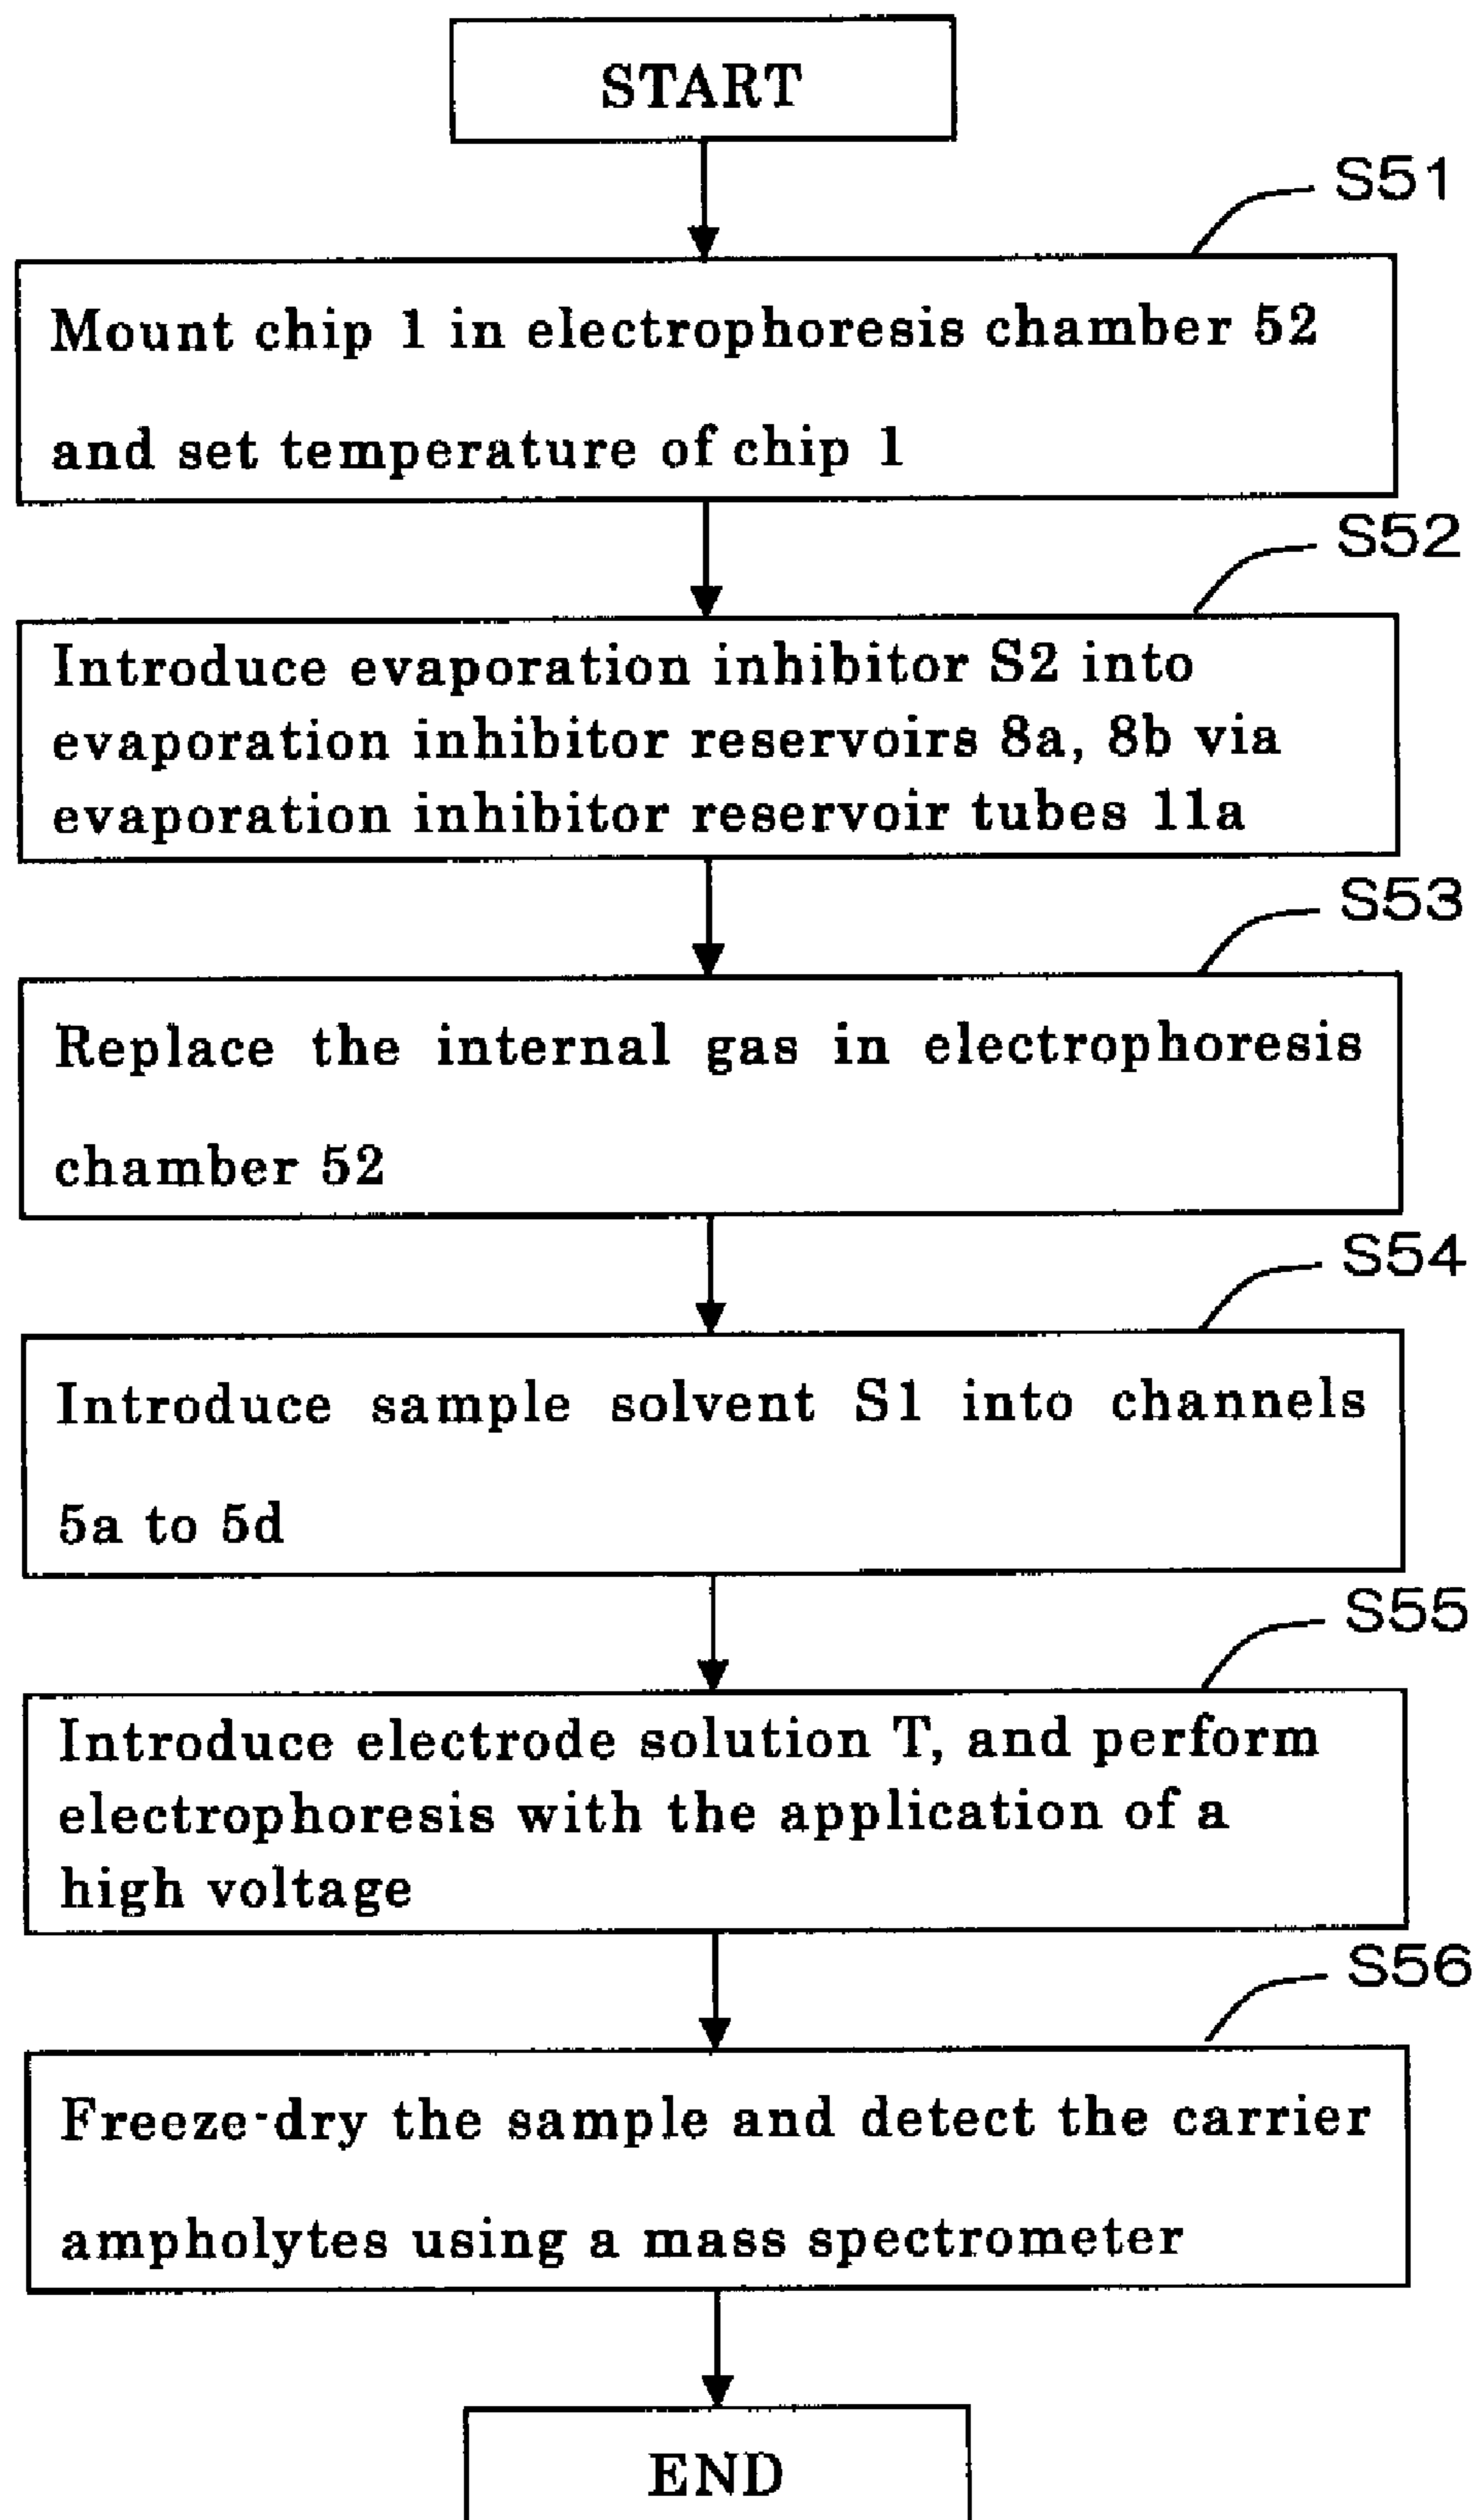 START
S51
Mount chip 1 in electrophoresis chamber 52
and set temperature of chip 1
S52
Introduce evaporation inhibitor S2 into
evaporation inhibitor reservoirs 8a, 8b via
evaporation inhibitor reservoir tubes 11a
S53
Replace the internal gas in electrophoresis
chamber 52
S54
Introduce sample solvent S1 into channels
5a to 5d
S55
Introduce electrode solution T, and perform
electrophoresis with the application of a
high voltage
S56
Freeze-dry the sample and detect the carrier
ampholytes using a mass spectrometer
END